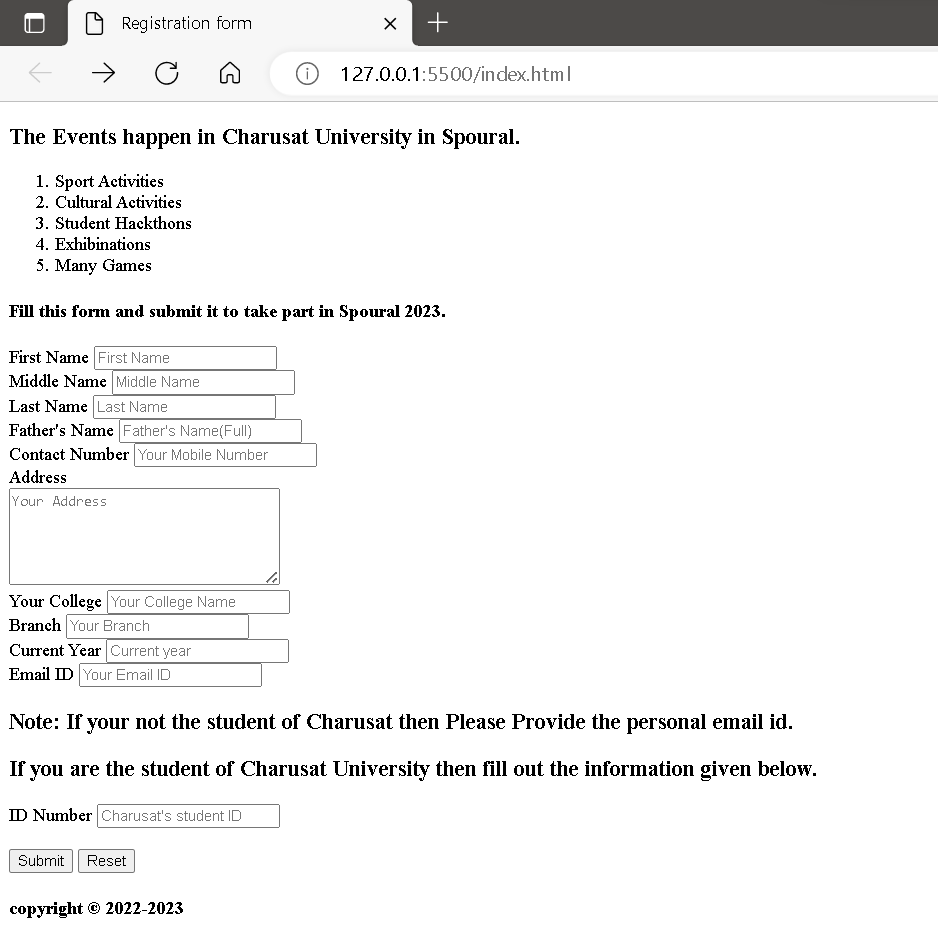 Registration form
127.0.0.1:5500/index.html
The Events happen in Charusat University in Spoural.
1. Sport Activities
2. Cultural Activities
3. Student Hackthons
4. Exhibinations
5. Many Games
Fill this form and submit it to take part in Spoural 2023.
First Name First Name
Middle Name Middle Name
Last Name Last Name
Father's Name Father's Name(Full)
Contact Number Your Mobile Number
Address
Your Address
Your College Your College Name
Branch Your Branch
Current Year Current year
Email ID Your Email ID
Note: If your not the student of Charusat then Please Provide the personal email id.
If you are the student of Charusat University then fill out the information given below.
ID Number Charusat's student ID
Submit Reset
copyright © 2022-2023